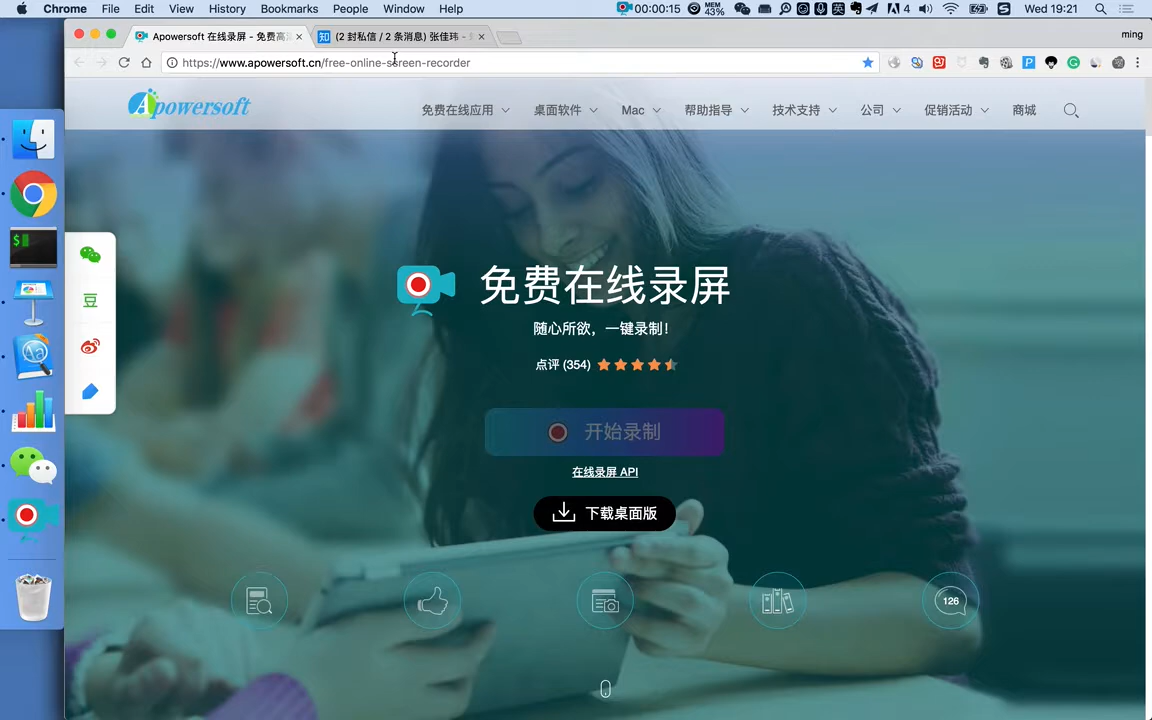 Chrome File Edit View History Bookmarks People Window Help 00:00:15 MEM 43% 英 4 Wed 19:21
Apowersoft 在线录屏 - 免费高 (2 封私信 / 2 条消息) 张佳玮 - ming
https://www.apowersoft.cn/free-online-screen-recorder
Apowersoft 免费在线应用 桌面软件 Mac 帮助指导 技术支持 公司 促销活动 商城
豆
免费在线录屏
随心所欲，一键录制！
点评 (354)
开始录制
在线录屏 API
下载桌面版
126